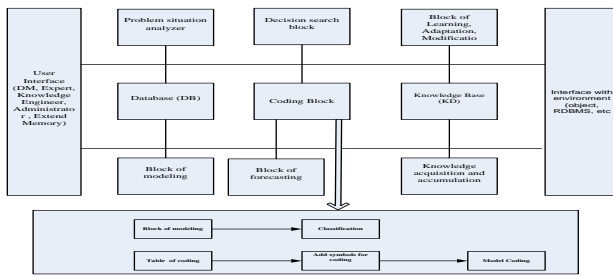 Problem situation
analyzer
Decision search
block
Block of
Learning,
Adaptation,
Modificatio
User
Interface
(DM, Expert,
Knowledge
Engineer,
Administrato
r , Extend
Memory)
Database (DB)
Coding Block
Knowledge Base
(KD)
Interface with
environment
(object,
RDBMS, etc
Block of
modeling
Block of
forecasting
Knowledge
acquisition and
accumulation
Block of modeling
Classification
Table of coding
Add symbols for
coding
Model Coding